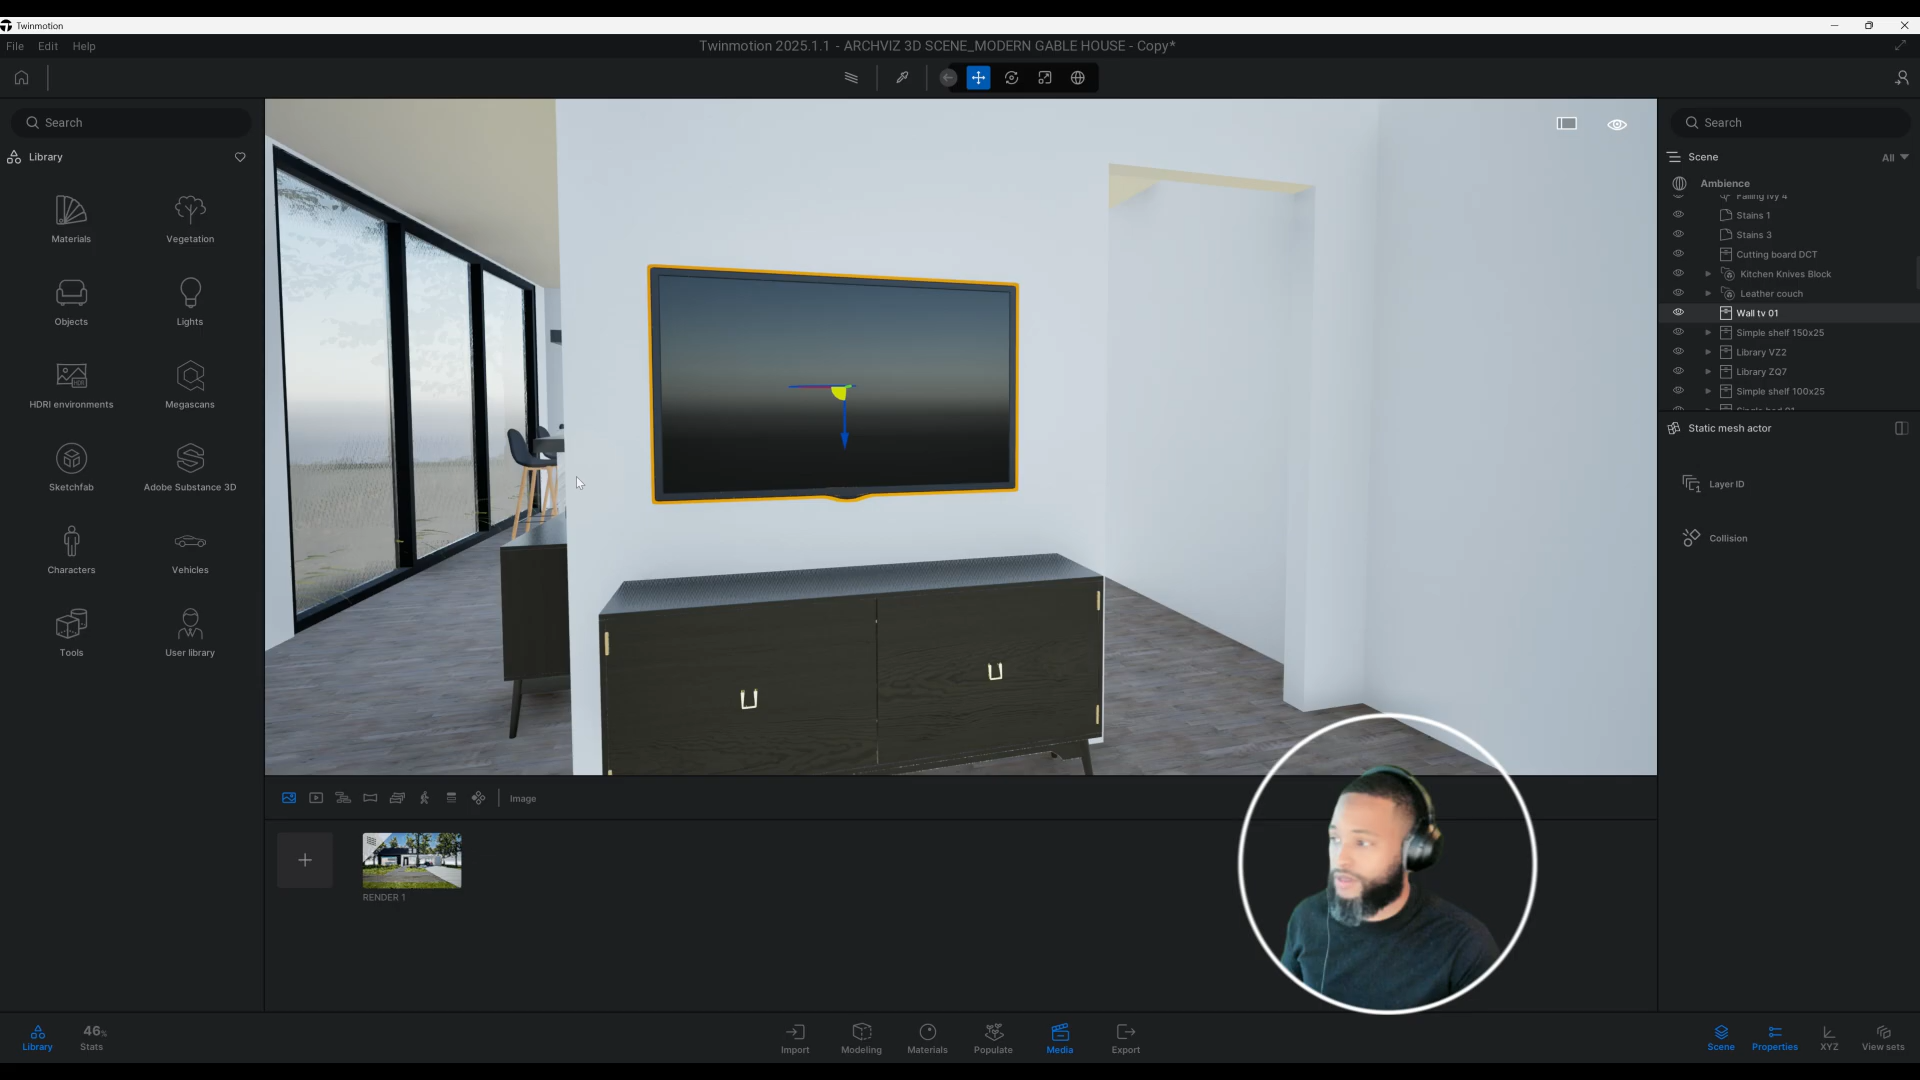 Twinmotion
File Edit Help
Twinmotion 2025.1.1 - ARCHVIZ 3D SCENE_MODERN GABLE HOUSE - Copy*
Search
Library
Materials
Vegetation
Objects
Lights
HDRI environments
Megascans
Sketchfab
Adobe Substance 3D
Characters
Vehicles
Tools
User library
Search
Scene
All
Ambience
Falling Ivy 4
Stains 1
Stains 3
Cutting board DCT
Kitchen Knives Block
Leather couch
Wall tv 01
Simple shelf 150x25
Library VZ2
Library ZQ7
Simple shelf 100x25
Static mesh actor
Layer ID
Collision
Image
RENDER 1
Library
46%
Stats
Import
Modeling
Materials
Populate
Media
Export
Scene
Properties
XYZ
View sets